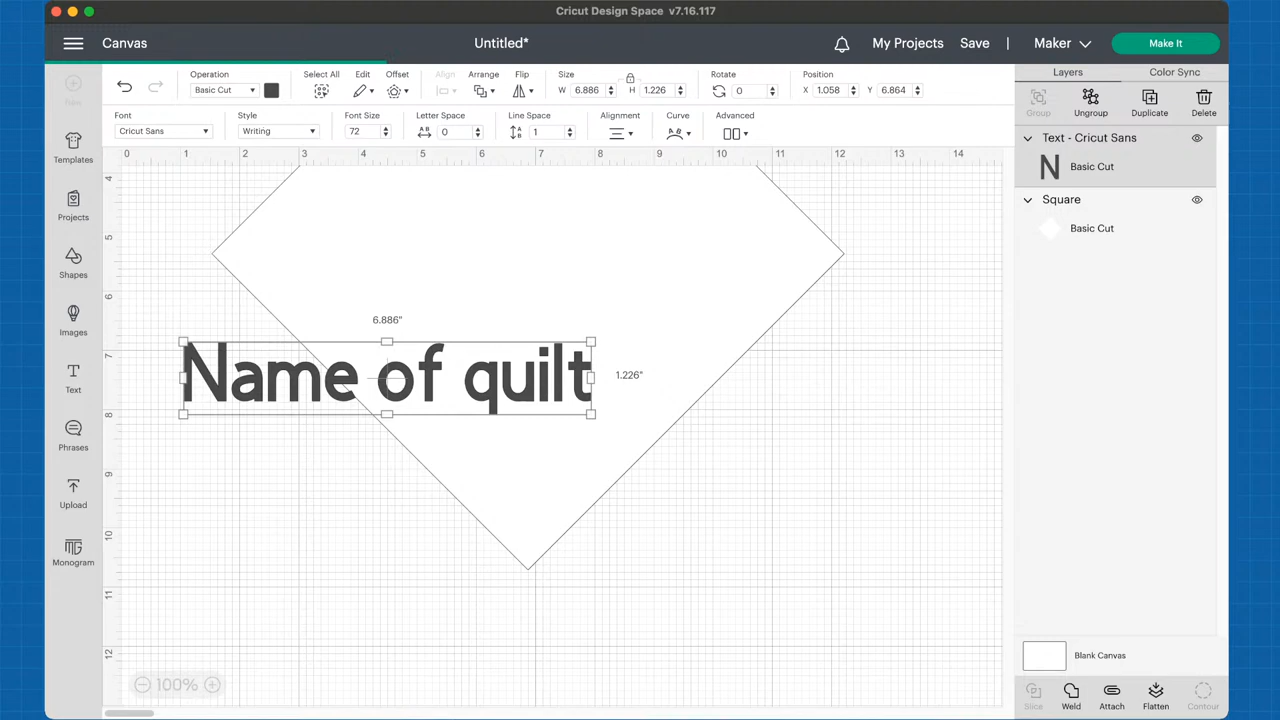 Cricut Design Space v7.16.117
Canvas
Untitled*
My Projects
Save
|
Maker
Make It
Operation
Basic Cut
Select All
Edit
Offset
Align
Arrange
Flip
Size
W 6.886
H 1.226
Rotate
0
Position
X 1.058
Y 6.864
Font
Cricut Sans
Style
Writing
Font Size
72
Letter Space
0
Line Space
1
Alignment
Curve
Advanced
Layers
Color Sync
Group
Ungroup
Duplicate
Delete
Text - Cricut Sans
N Basic Cut
Square
Basic Cut
Templates
Projects
Shapes
Images
Text
Phrases
Upload
Monogram
0 1 2 3 4 5 6 7 8 9 10 11 12 13 14
4
5
6
7
8
9
10
11
12
6.886"
Name of quilt
1.226"
100%
Blank Canvas
Slice
Weld
Attach
Flatten
Contour